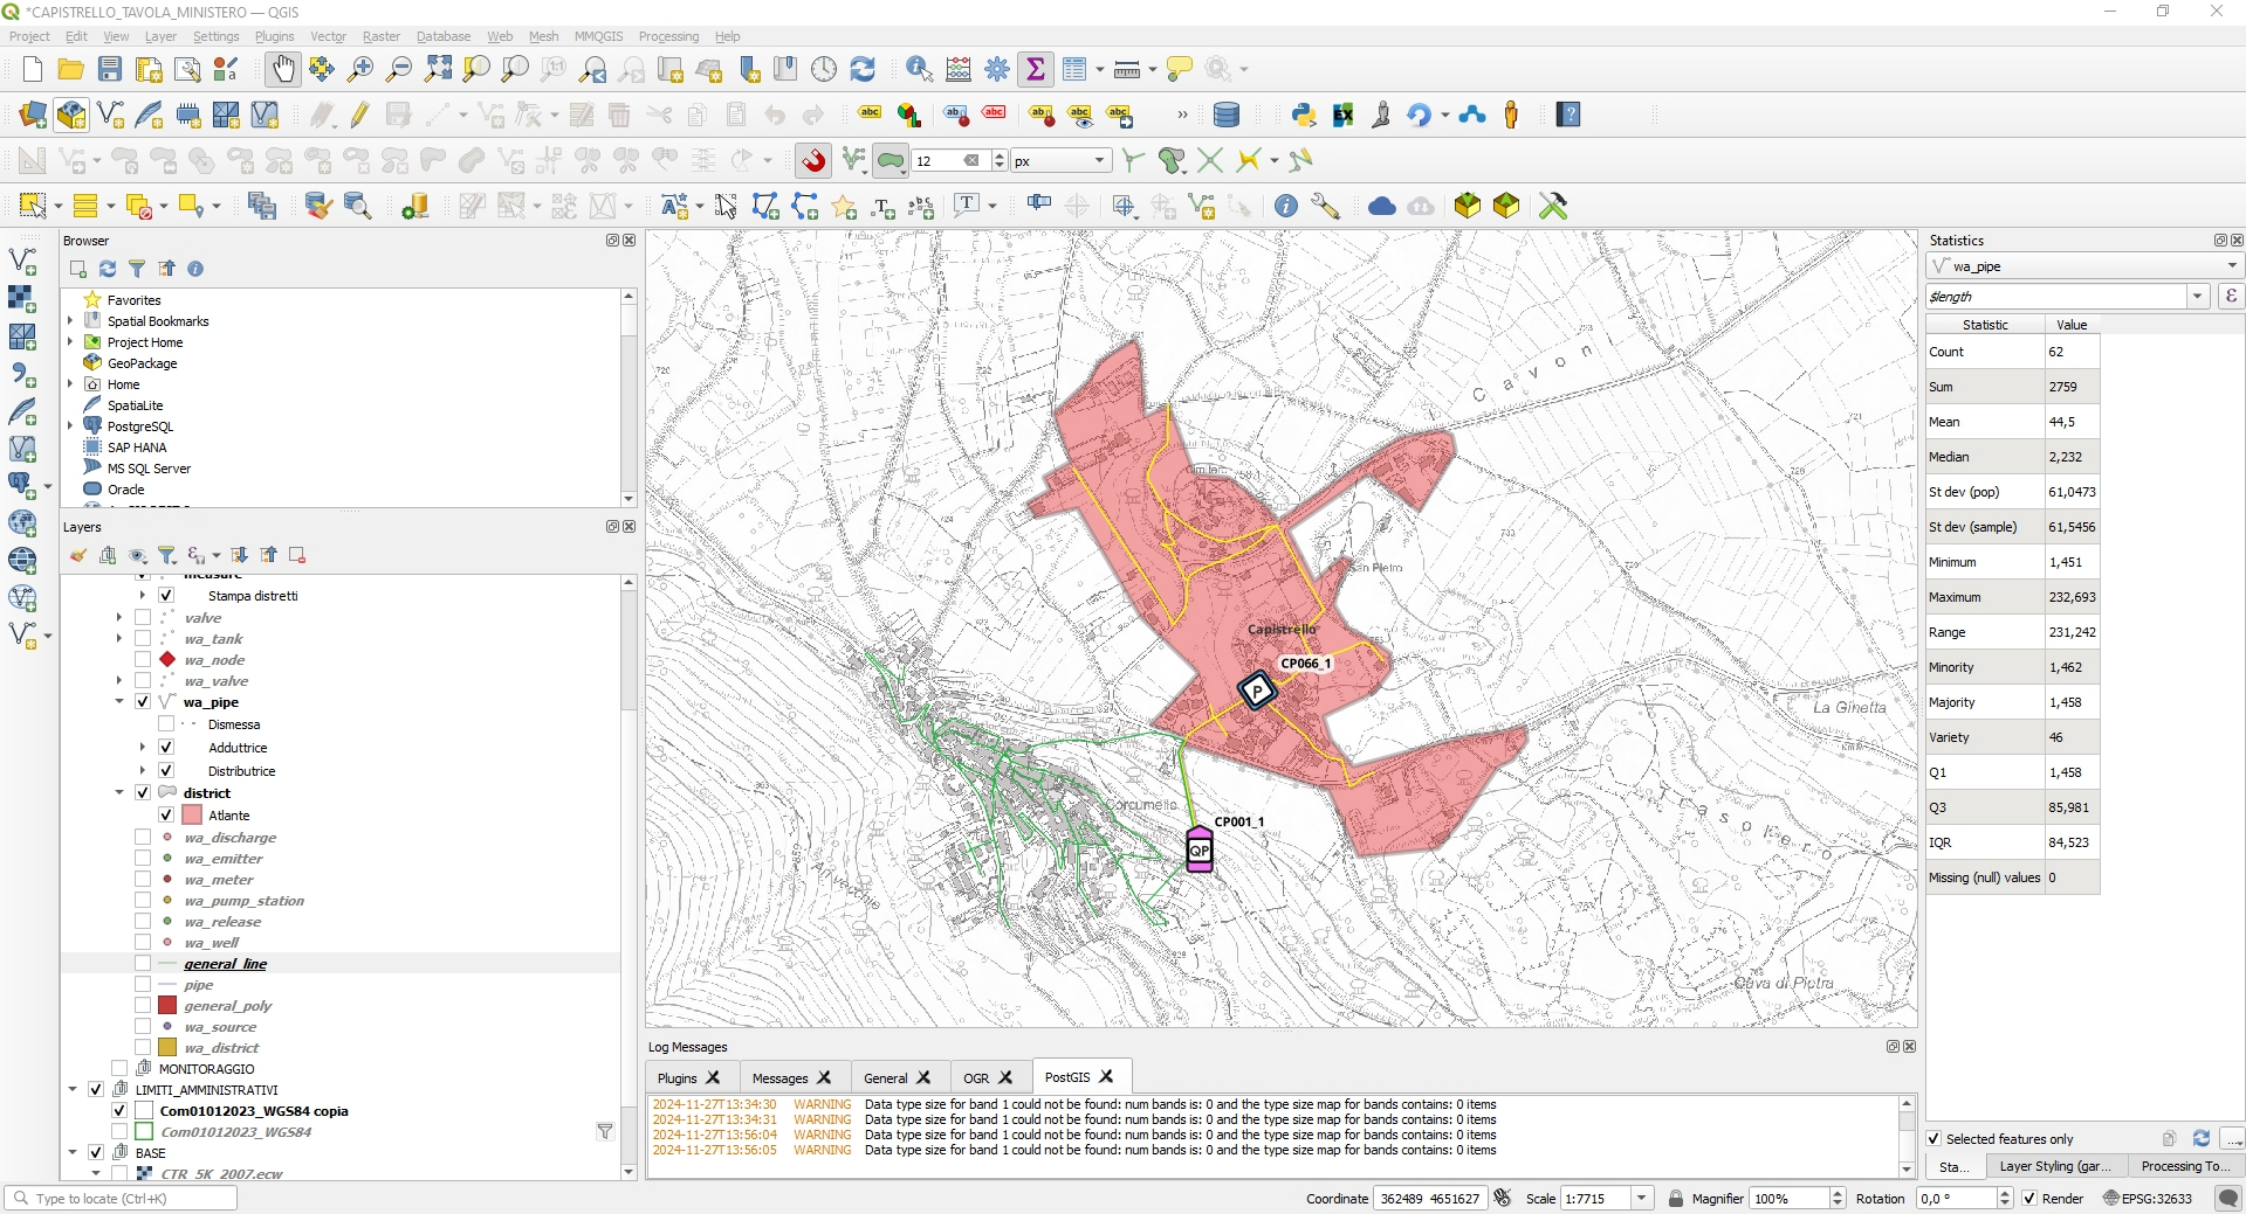 *CAPISTRELLO_TAVOLA_MINISTERO — QGIS
Project Edit View Layer Settings Plugins Vector Raster Database Web Mesh MMQGIS Processing Help
12 px
Browser
Favorites
Spatial Bookmarks
Project Home
GeoPackage
Home
SpatiaLite
PostgreSQL
SAP HANA
MS SQL Server
Oracle
Layers
measure
Stampa distretti
valve
wa_tank
wa_node
wa_valve
wa_pipe
Dismessa
Adduttrice
Distributrice
district
Atlante
wa_discharge
wa_emitter
wa_meter
wa_pump_station
wa_release
wa_well
general_line
pipe
general_poly
wa_source
wa_district
MONITORAGGIO
LIMITI_AMMINISTRATIVI
Com01012023_WGS84 copia
Com01012023_WGS84
BASE
CTR_5K_2007.ecw
Type to locate (Ctrl+K)
Cavon
San Pietro
Capistrello
CP066_1
P
La Ginetta
Corcumello
CP001_1
QP
Cava di Pietra
Log Messages
Plugins Messages General OGR PostGIS
2024-11-27T13:34:30 WARNING Data type size for band 1 could not be found: num bands is: 0 and the type size map for bands contains: 0 items
2024-11-27T13:34:31 WARNING Data type size for band 1 could not be found: num bands is: 0 and the type size map for bands contains: 0 items
2024-11-27T13:56:04 WARNING Data type size for band 1 could not be found: num bands is: 0 and the type size map for bands contains: 0 items
2024-11-27T13:56:05 WARNING Data type size for band 1 could not be found: num bands is: 0 and the type size map for bands contains: 0 items
Statistics
wa_pipe
$length
Statistic Value
Count 62
Sum 2759
Mean 44,5
Median 2,232
St dev (pop) 61,0473
St dev (sample) 61,5456
Minimum 1,451
Maximum 232,693
Range 231,242
Minority 1,462
Majority 1,458
Variety 46
Q1 1,458
Q3 85,981
IQR 84,523
Missing (null) values 0
Selected features only
Sta... Layer Styling (gar... Processing To...
Coordinate 362489 4651627 Scale 1:7715 Magnifier 100% Rotation 0,0 ° Render EPSG:32633